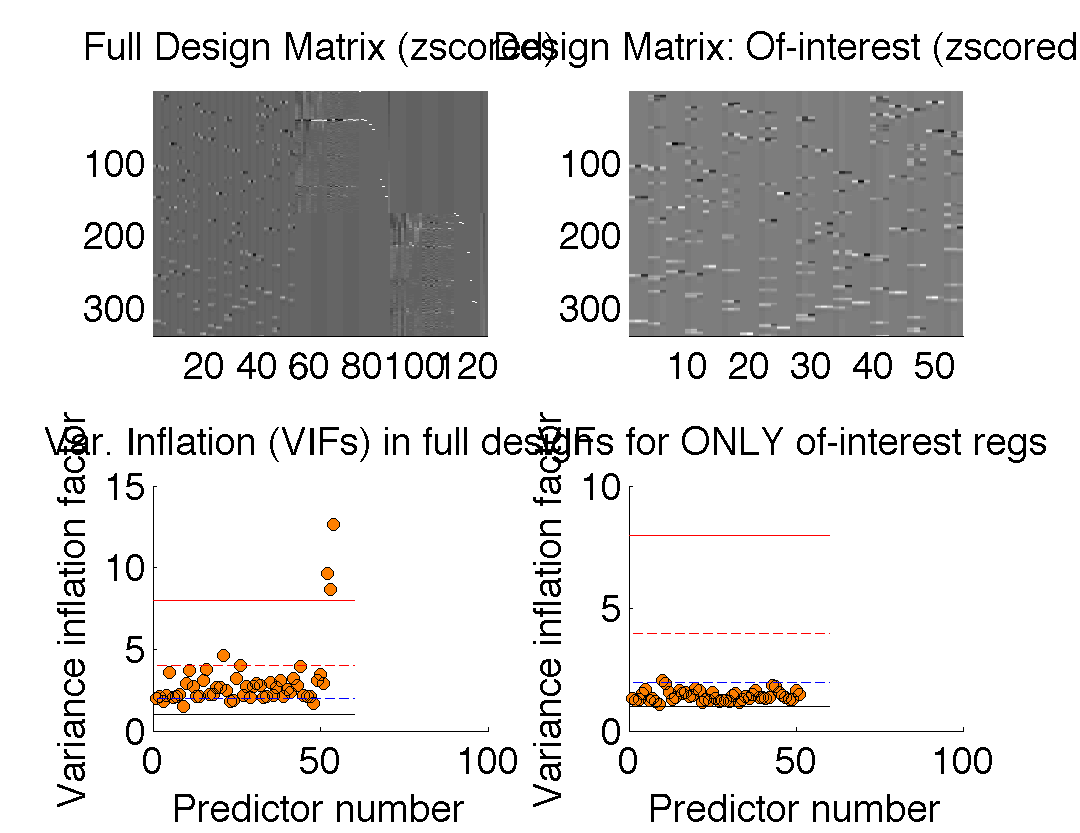 Full Design Matrix (zscored)
Design Matrix: Of-interest (zscored
100
200
300
20 40 60 80 100 120
100
200
300
10 20 30 40 50
Var. Inflation (VIFs) in full design
VIFs for ONLY of-interest regs
Variance inflation factor
15
10
5
0
0 50 100
Predictor number
Variance inflation factor
10
5
0
0 50 100
Predictor number